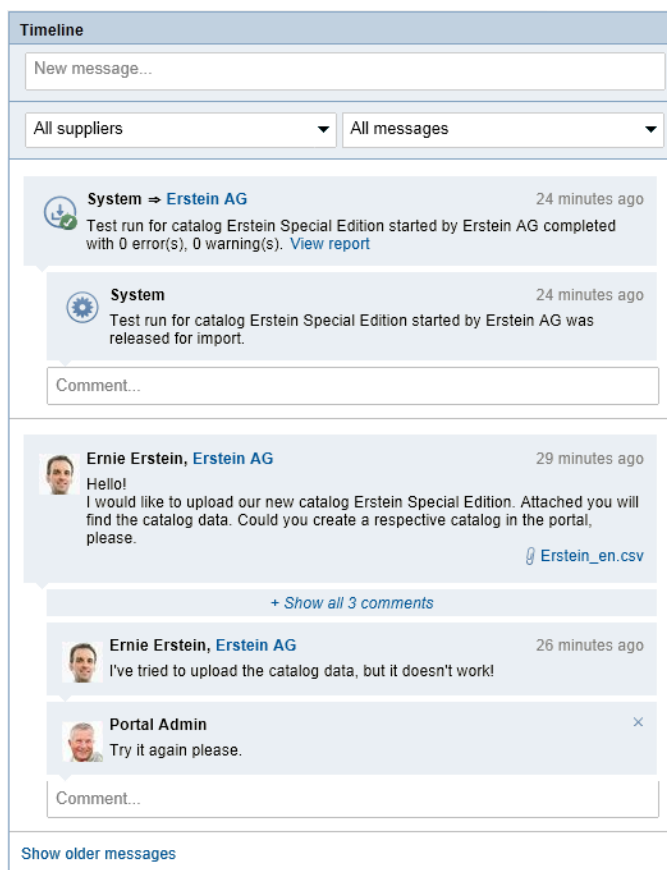 Timeline
New message...
All suppliers
All messages
System ⇒ Erstein AG
24 minutes ago
Test run for catalog Erstein Special Edition started by Erstein AG completed
with 0 error(s), 0 warning(s). View report
System
24 minutes ago
Test run for catalog Erstein Special Edition started by Erstein AG was
released for import.
Comment...
Ernie Erstein, Erstein AG
29 minutes ago
Hello!
I would like to upload our new catalog Erstein Special Edition. Attached you will
find the catalog data. Could you create a respective catalog in the portal,
please.
Erstein_en.csv
+ Show all 3 comments
Ernie Erstein, Erstein AG
26 minutes ago
I've tried to upload the catalog data, but it doesn't work!
Portal Admin
Try it again please.
Comment...
Show older messages